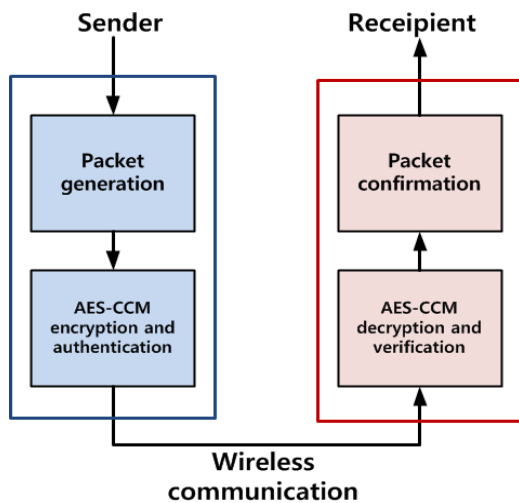 Sender
Packet
generation
AES-CCM
encryption and
authentication
Wireless
communication
AES-CCM
decryption and
verification
Packet
confirmation
Receipient